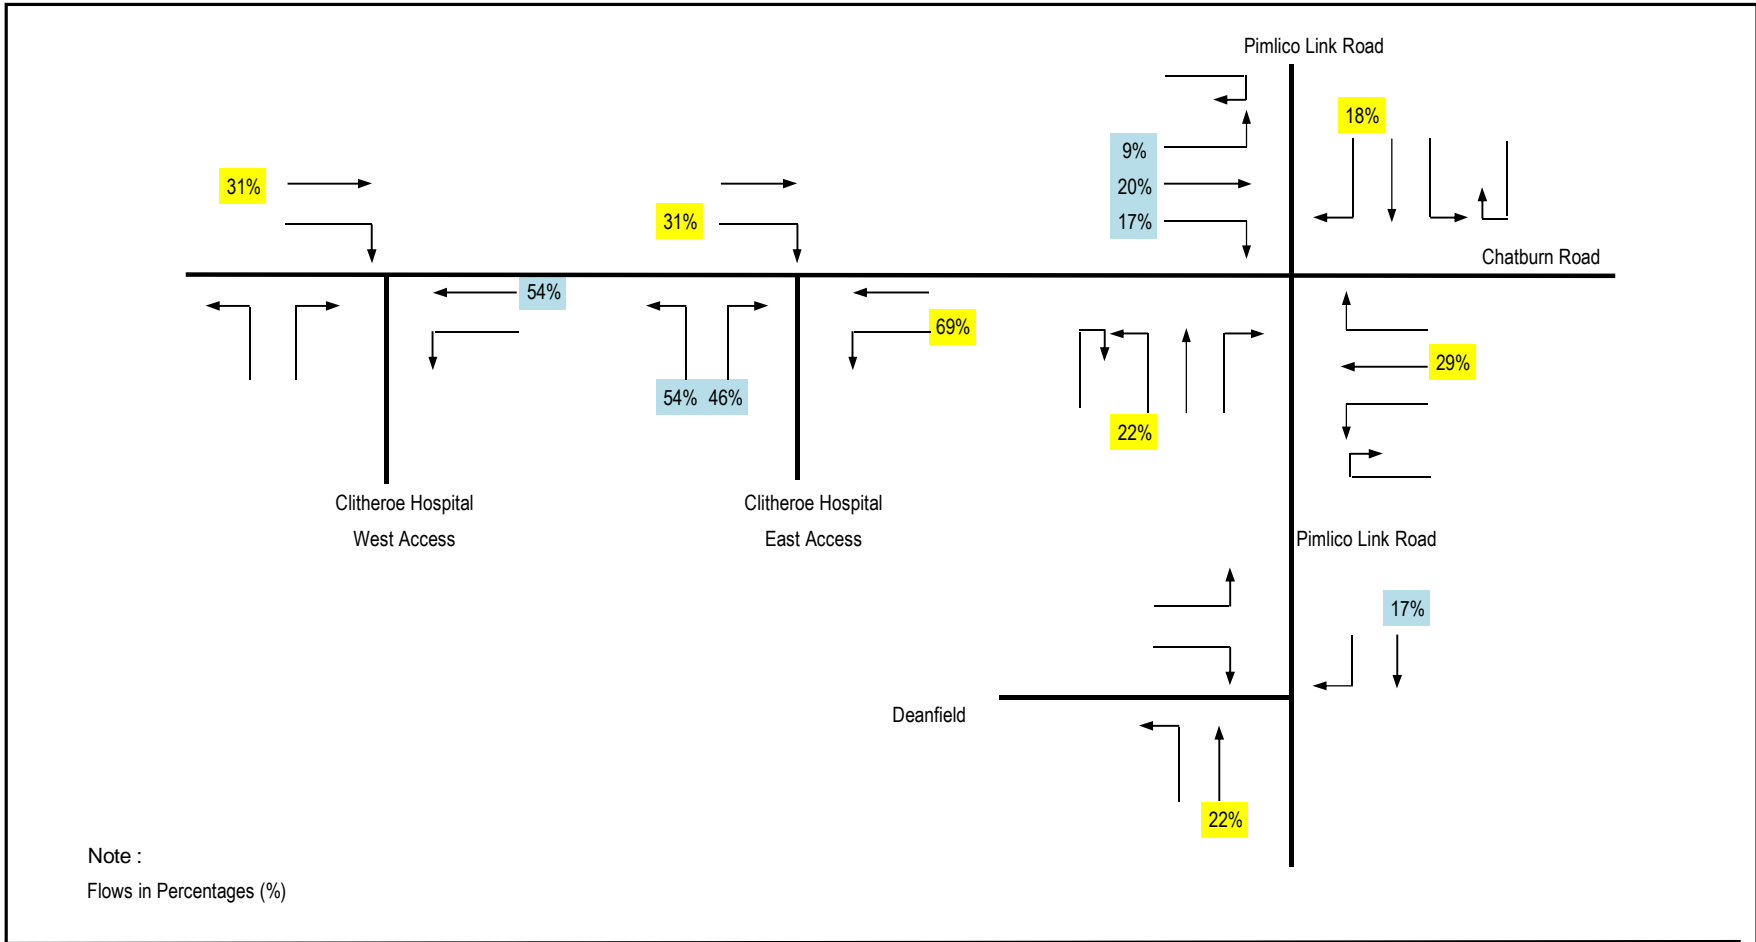 Pimlico Link Road
18%
9%
31%
20%
31%
17%
Chatburn Road
54%
69%
29%
54% 46%
22%
Clitheroe Hospital
West Access
Clitheroe Hospital
East Access
Pimlico Link Road
17%
Deanfield
22%
Note :
Flows in Percentages (%)